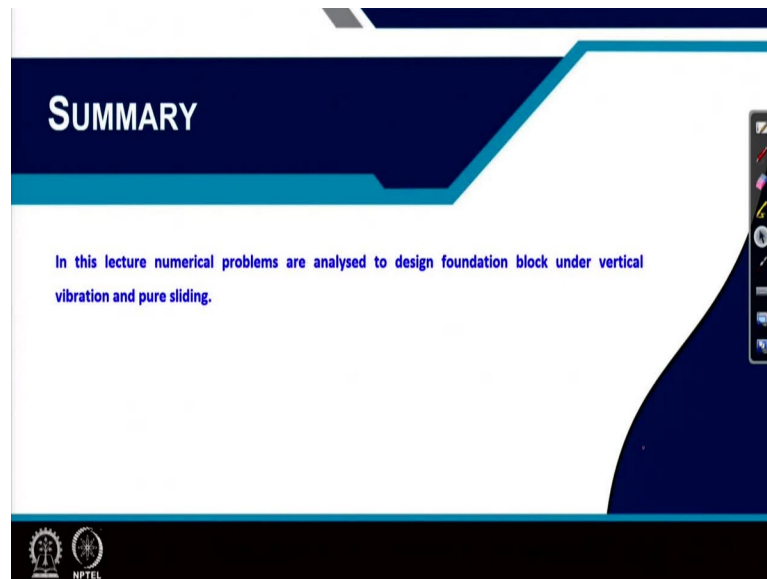 SUMMARY
In this lecture numerical problems are analysed to design foundation block under vertical
vibration and pure sliding.
NPTEL